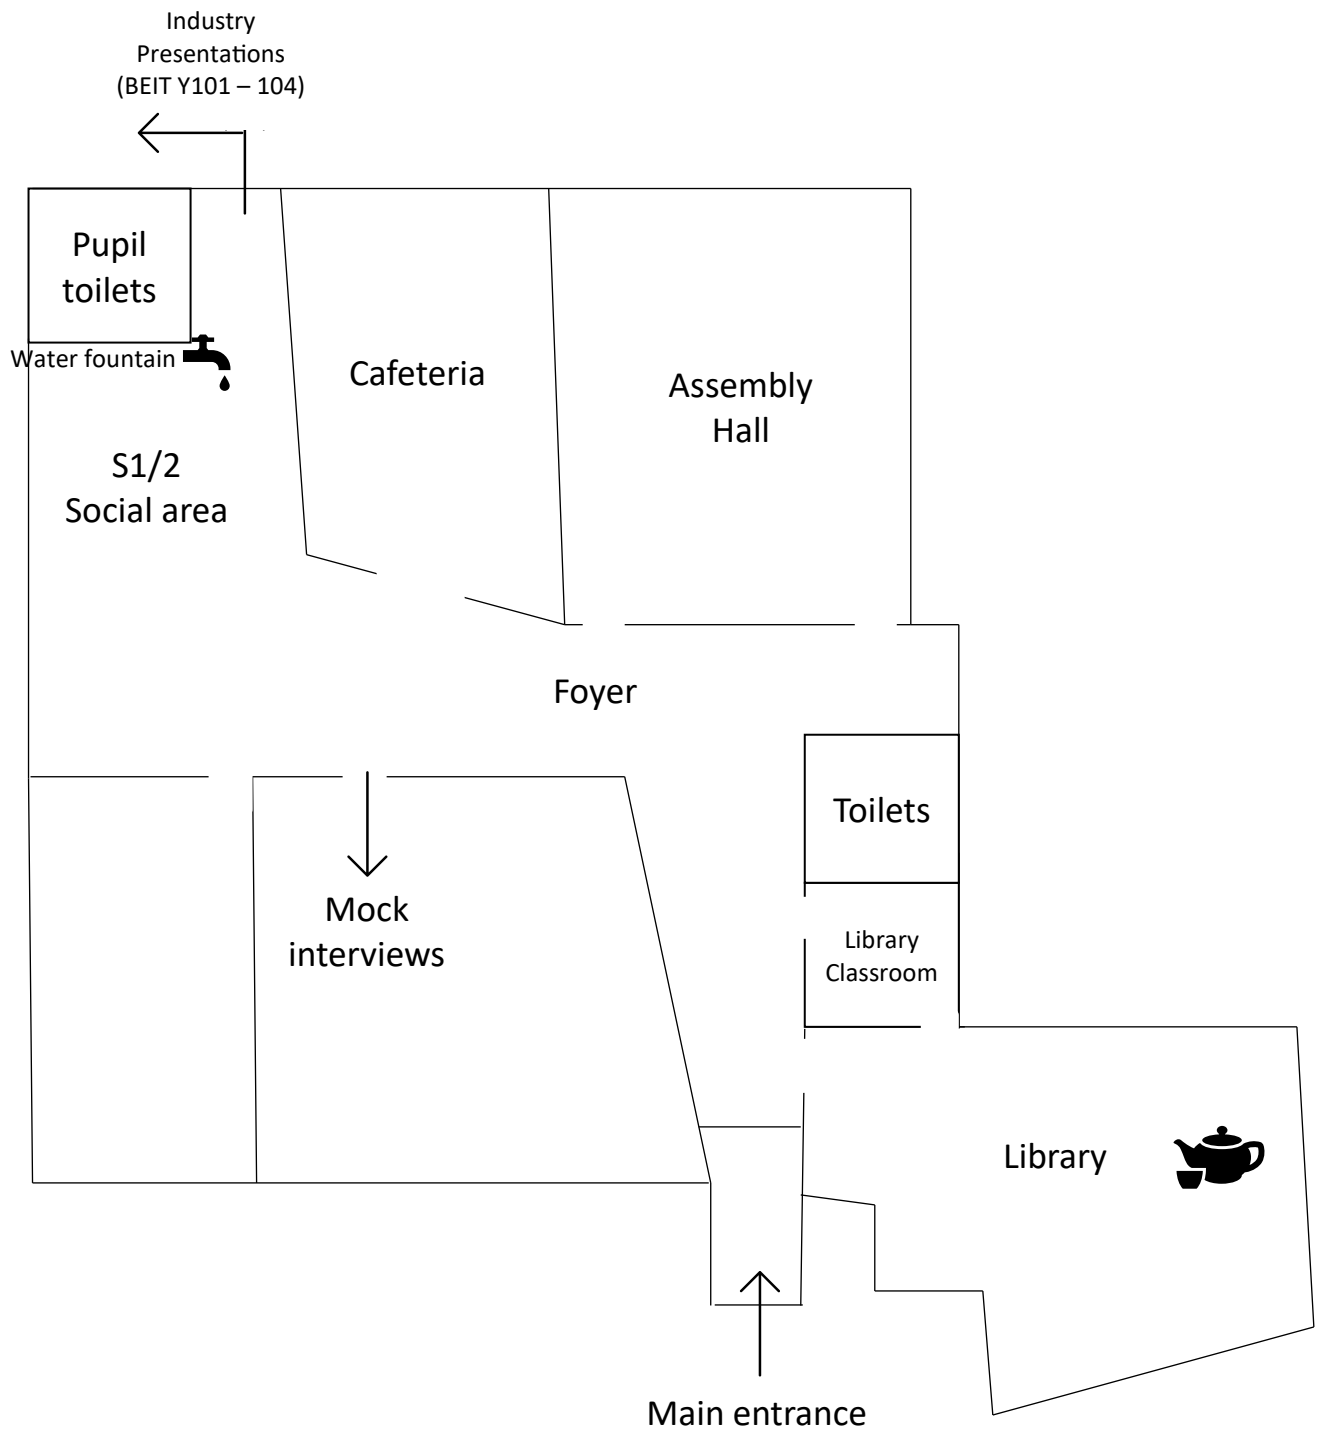 Industry
Presentations
(BEIT Y101 – 104)
Pupil
toilets
Water fountain
Cafeteria
Assembly
Hall
S1/2
Social area
Foyer
Toilets
Mock
interviews
Library
Classroom
Library
Main entrance